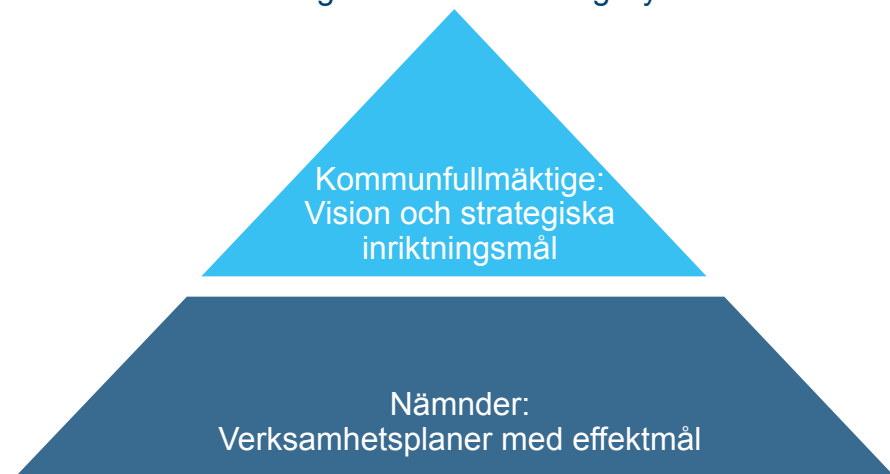 Kommunfullmäktige:
Vision och strategiska
inriktningsmål
Nämnder:
Verksamhetsplaner med effektmål